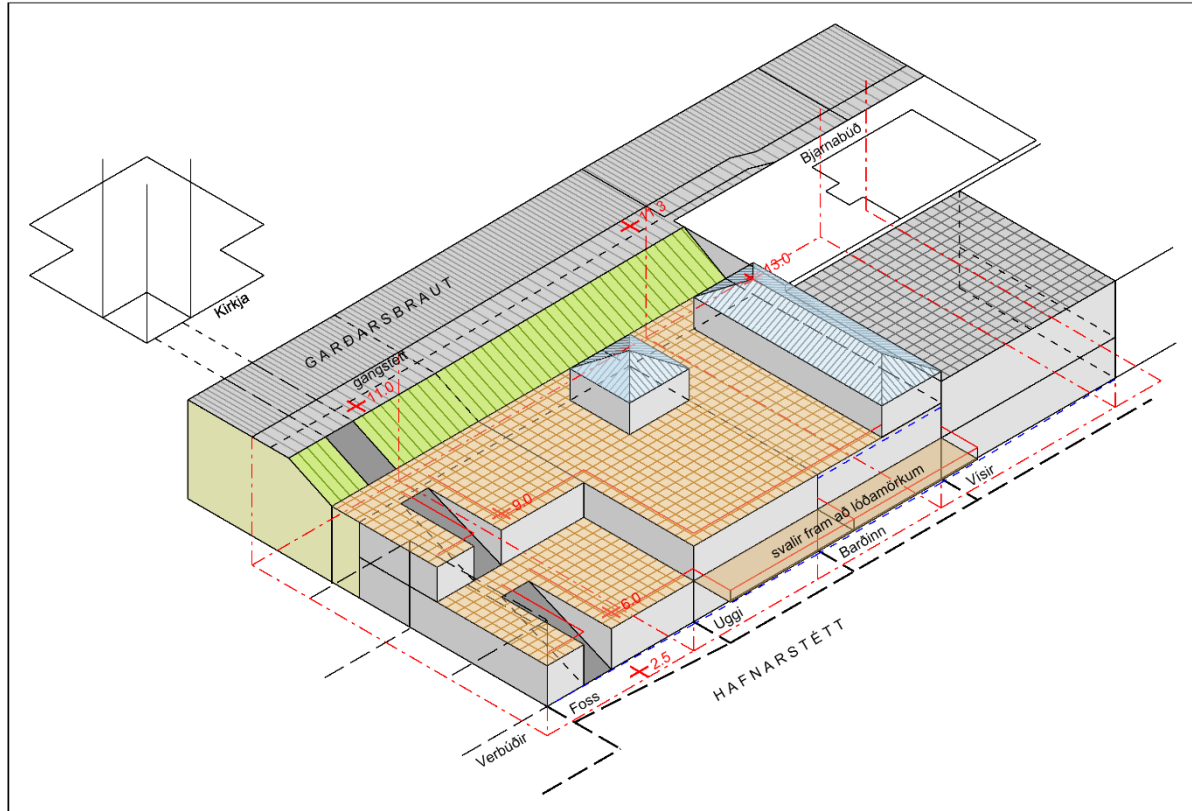 Bjarnabúð
11.3
13.0
Kirkja
GARÐARSBRAUT
gangstétt
11.0
9.0
svalir fram að lóðamörkum
Vísir
Barðinn
6.0
Uggi
HAFNARSTÉTT
2.5
Foss
Verbúðir